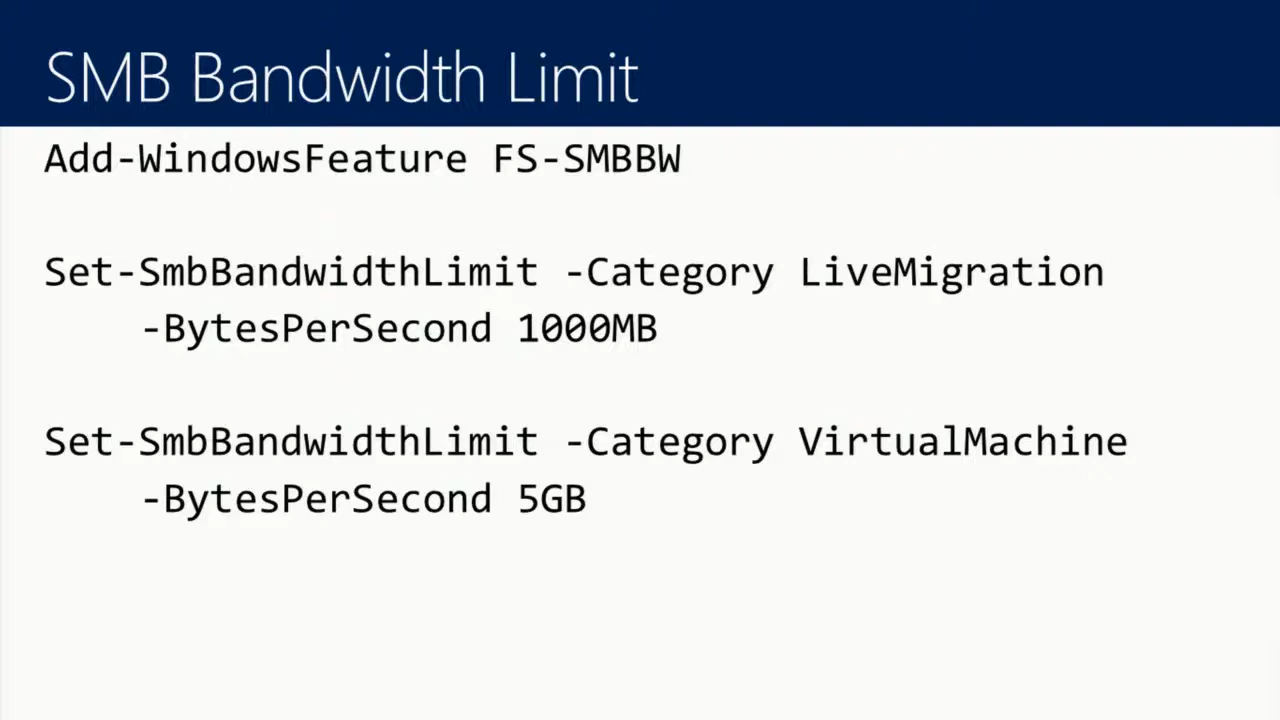 SMB Bandwidth Limit
Add-WindowsFeature FS-SMBBW
Set-SmbBandwidthLimit -Category LiveMigration
-BytesPerSecond 1000MB
Set-SmbBandwidthLimit -Category VirtualMachine
-BytesPerSecond 5GB